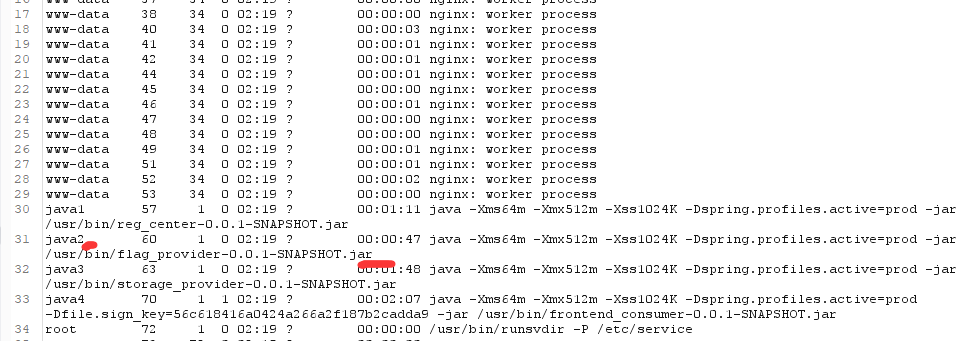 17 www-data 38 34 0 02:19 ? 00:00:00 nginx: worker process
18 www-data 40 34 0 02:19 ? 00:00:03 nginx: worker process
19 www-data 41 34 0 02:19 ? 00:00:01 nginx: worker process
20 www-data 42 34 0 02:19 ? 00:00:01 nginx: worker process
21 www-data 44 34 0 02:19 ? 00:00:01 nginx: worker process
22 www-data 45 34 0 02:19 ? 00:00:00 nginx: worker process
23 www-data 46 34 0 02:19 ? 00:00:01 nginx: worker process
24 www-data 47 34 0 02:19 ? 00:00:00 nginx: worker process
25 www-data 48 34 0 02:19 ? 00:00:00 nginx: worker process
26 www-data 49 34 0 02:19 ? 00:00:01 nginx: worker process
27 www-data 51 34 0 02:19 ? 00:00:01 nginx: worker process
28 www-data 52 34 0 02:19 ? 00:00:02 nginx: worker process
29 www-data 53 34 0 02:19 ? 00:00:00 nginx: worker process
30 java1 57 1 0 02:19 ? 00:01:11 java -Xms64m -Xmx512m -Xss1024K -Dspring.profiles.active=prod -jar
/usr/bin/reg_center-0.0.1-SNAPSHOT.jar
31 java2 60 1 0 02:19 ? 00:00:47 java -Xms64m -Xmx512m -Xss1024K -Dspring.profiles.active=prod -jar
/usr/bin/flag_provider-0.0.1-SNAPSHOT.jar
32 java3 63 1 0 02:19 ? 00:01:48 java -Xms64m -Xmx512m -Xss1024K -Dspring.profiles.active=prod -jar
/usr/bin/storage_provider-0.0.1-SNAPSHOT.jar
33 java4 70 1 1 02:19 ? 00:02:07 java -Xms64m -Xmx512m -Xss1024K -Dspring.profiles.active=prod
-Dfile.sign_key=56c618416a0424a266a2f187b2cadda9 -jar /usr/bin/frontend_consumer-0.0.1-SNAPSHOT.jar
34 root 72 1 0 02:19 ? 00:00:00 /usr/bin/runsvdir -P /etc/service